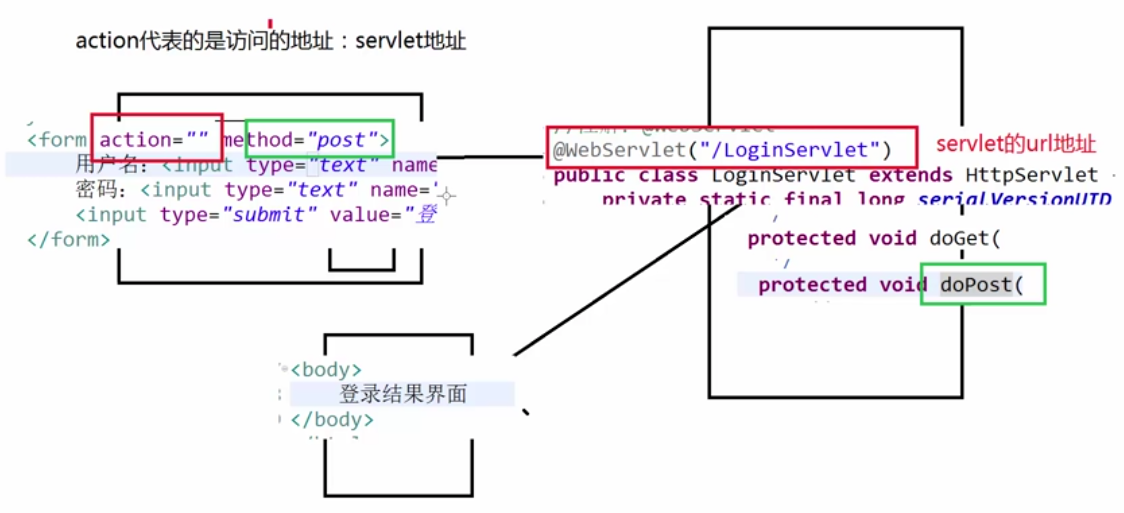 action代表的是访问的地址：servlet地址
<form action="" method="post">
用户名：<input type="text" name
密码：<input type="text" name='
<input type="submit" value="登
</form>
@WebServlet("/LoginServlet")
servlet的url地址
public class LoginServlet extends HttpServlet
private static final long serialVersionUID
protected void doGet(
protected void doPost(
<body>
登录结果界面
</body>